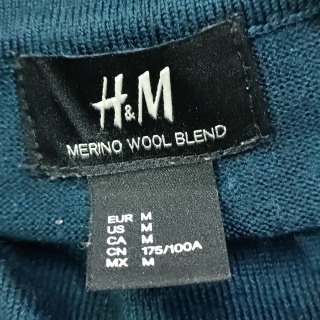 H&M
MERINO WOOL BLEND
EUR M
US M
CA M
CN 175/100A
MX M